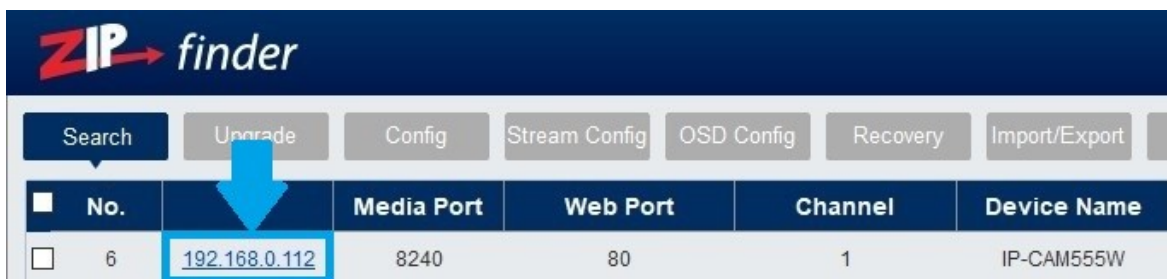 ZIP finder
Search Upgrade Config Stream Config OSD Config Recovery Import/Export
No. Media Port Web Port Channel Device Name
6 192.168.0.112 8240 80 1 IP-CAM555W